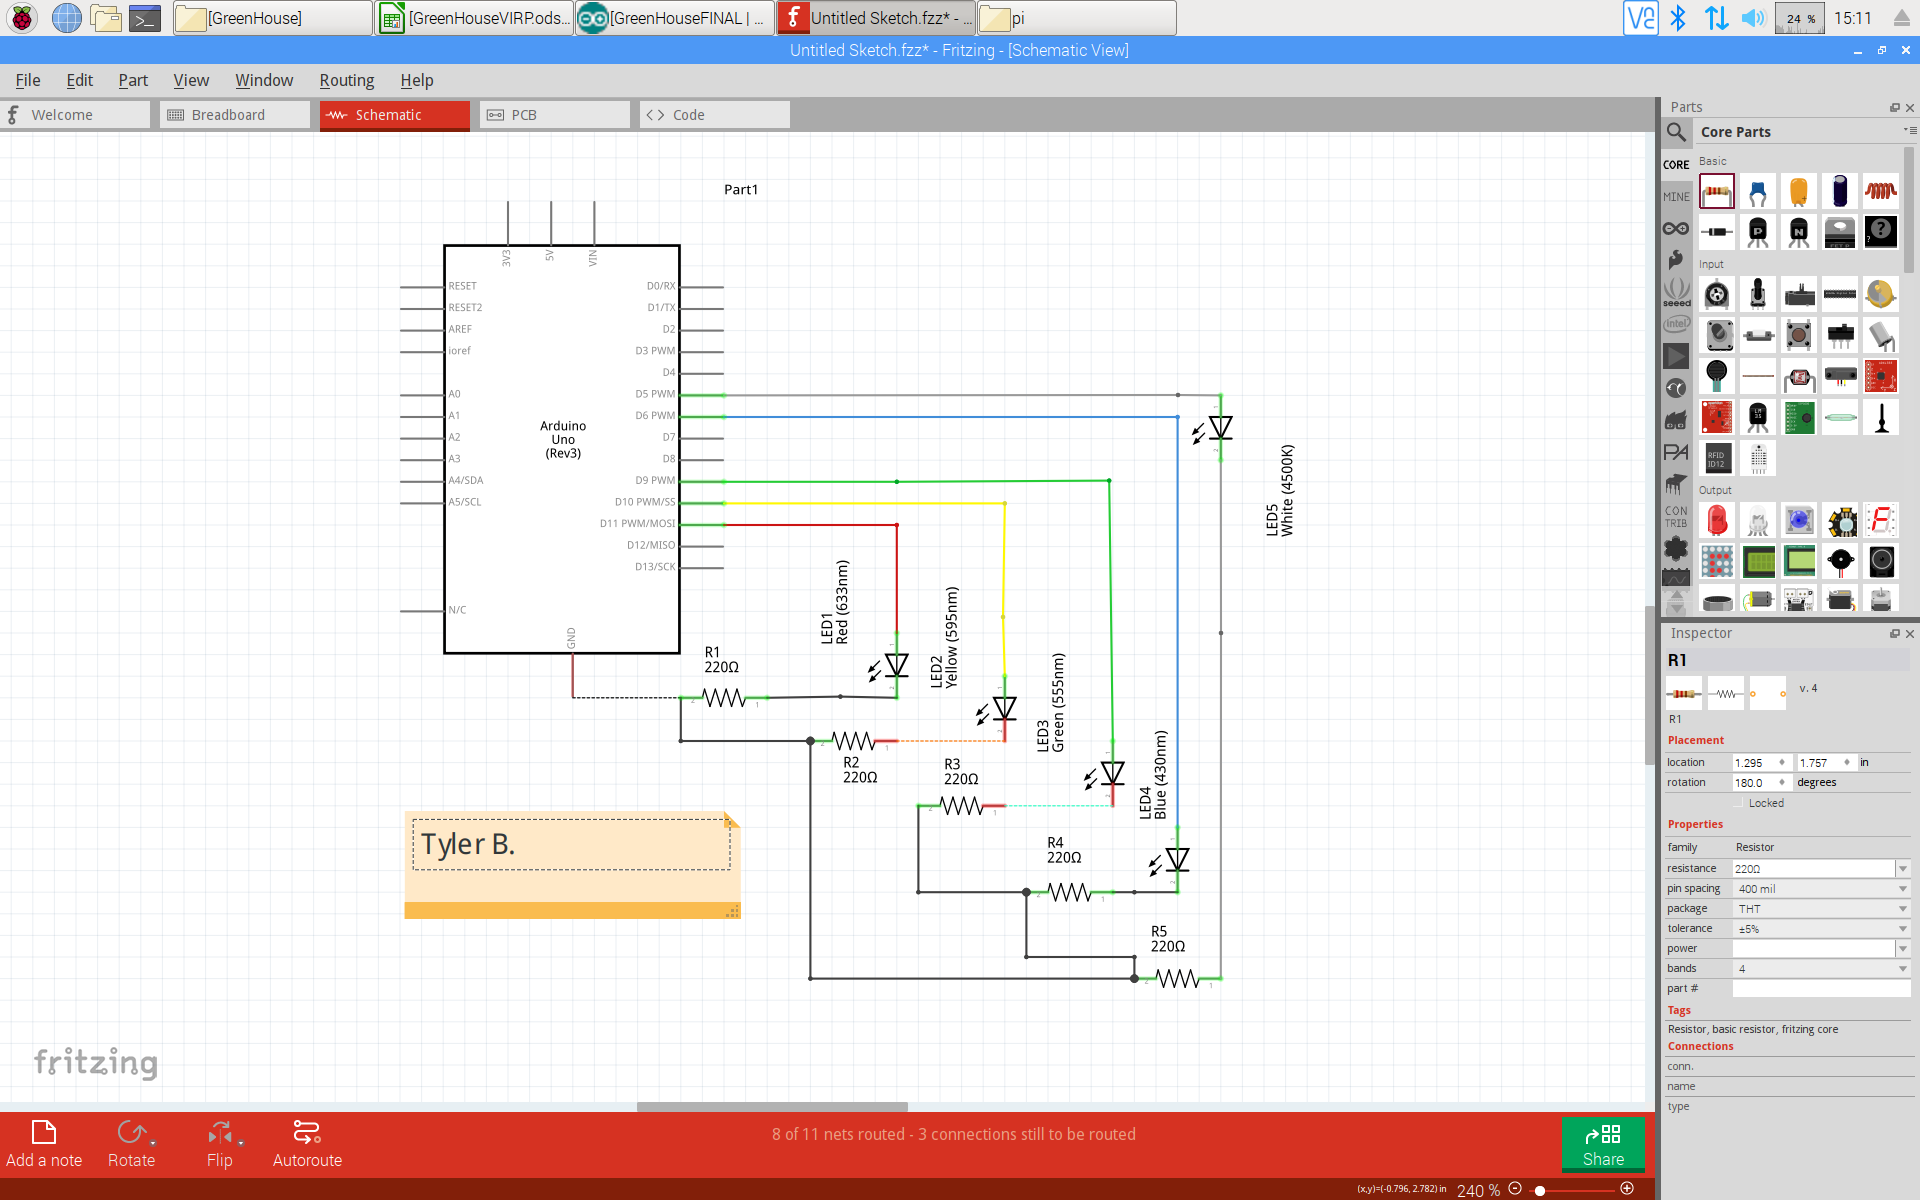 [GreenHouse]
[GreenHouseVIRP.ods...
[GreenHouseFINAL | ...
Untitled Sketch.fzz* - ...
pi
24 %
15:11
Untitled Sketch.fzz* - Fritzing - [Schematic View]
File Edit Part View Window Routing Help
Welcome
Breadboard
Schematic
PCB
Code
Part1
3V3
5V
VIN
RESET
RESET2
AREF
ioref
A0
A1
A2
A3
A4/SDA
A5/SCL
N/C
D0/RX
D1/TX
D2
D3 PWM
D4
D5 PWM
D6 PWM
D7
D8
D9 PWM
D10 PWM/SS
D11 PWM/MOSI
D12/MISO
D13/SCK
GND
Arduino
Uno
(Rev3)
LED1
Red (633nm)
LED2
Yellow (595nm)
LED3
Green (555nm)
LED4
Blue (430nm)
LED5
White (4500K)
R1
220Ω
R2
220Ω
R3
220Ω
R4
220Ω
R5
220Ω
Tyler B.
fritzing
Parts
Core Parts
CORE
MINE
seeed
intel
PA
CON
TRIB
Basic
Input
RFID
ID12
Output
Inspector
R1
v. 4
R1
Placement
location 1.295 1.757 in
rotation 180.0 degrees
Locked
Properties
family Resistor
resistance 220Ω
pin spacing 400 mil
package THT
tolerance ±5%
power
bands 4
part #
Tags
Resistor, basic resistor, fritzing core
Connections
conn.
name
type
Add a note
Rotate
Flip
Autoroute
8 of 11 nets routed - 3 connections still to be routed
Share
(x,y)=(-0.796, 2.782) in
240 %